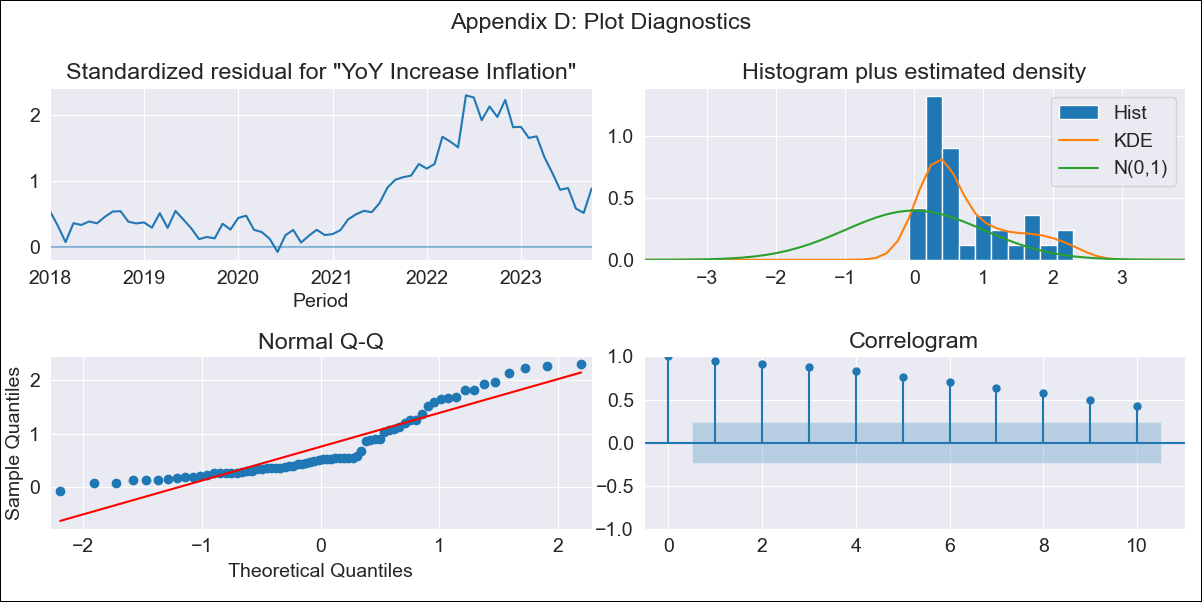 Appendix D: Plot Diagnostics
Standardized residual for "YoY Increase Inflation"
2
1
0
2018 2019 2020 2021 2022 2023
Period
Histogram plus estimated density
Hist
KDE
N(0,1)
1.0
0.5
0.0
−3 −2 −1 0 1 2 3
Normal Q-Q
Sample Quantiles
2
1
0
−2 −1 0 1 2
Theoretical Quantiles
Correlogram
1.0
0.5
0.0
−0.5
−1.0
0 2 4 6 8 10